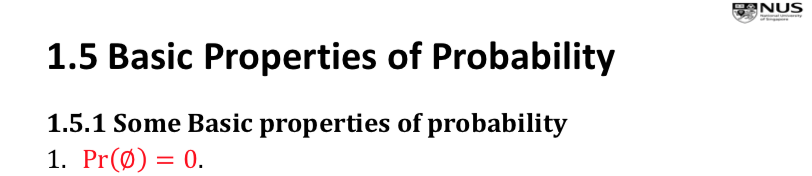 NUS
National University
of Singapore
1.5 Basic Properties of Probability
1.5.1 Some Basic properties of probability
1. Pr(∅) = 0.